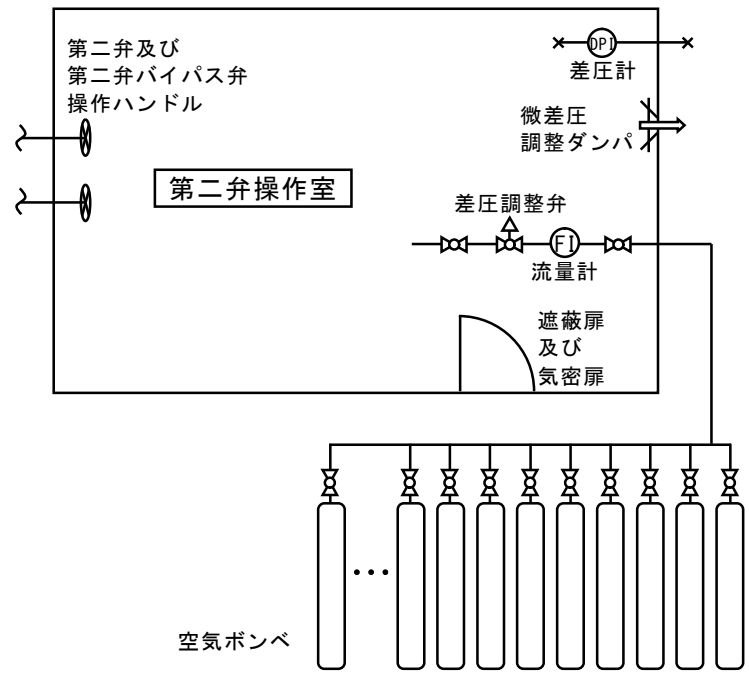 第二弁及び
第二弁バイパス弁
操作ハンドル
DPI
差圧計
微差圧
調整ダンパ
第二弁操作室
差圧調整弁
FI
流量計
遮蔽扉
及び
気密扉
･･･
空気ボンベ